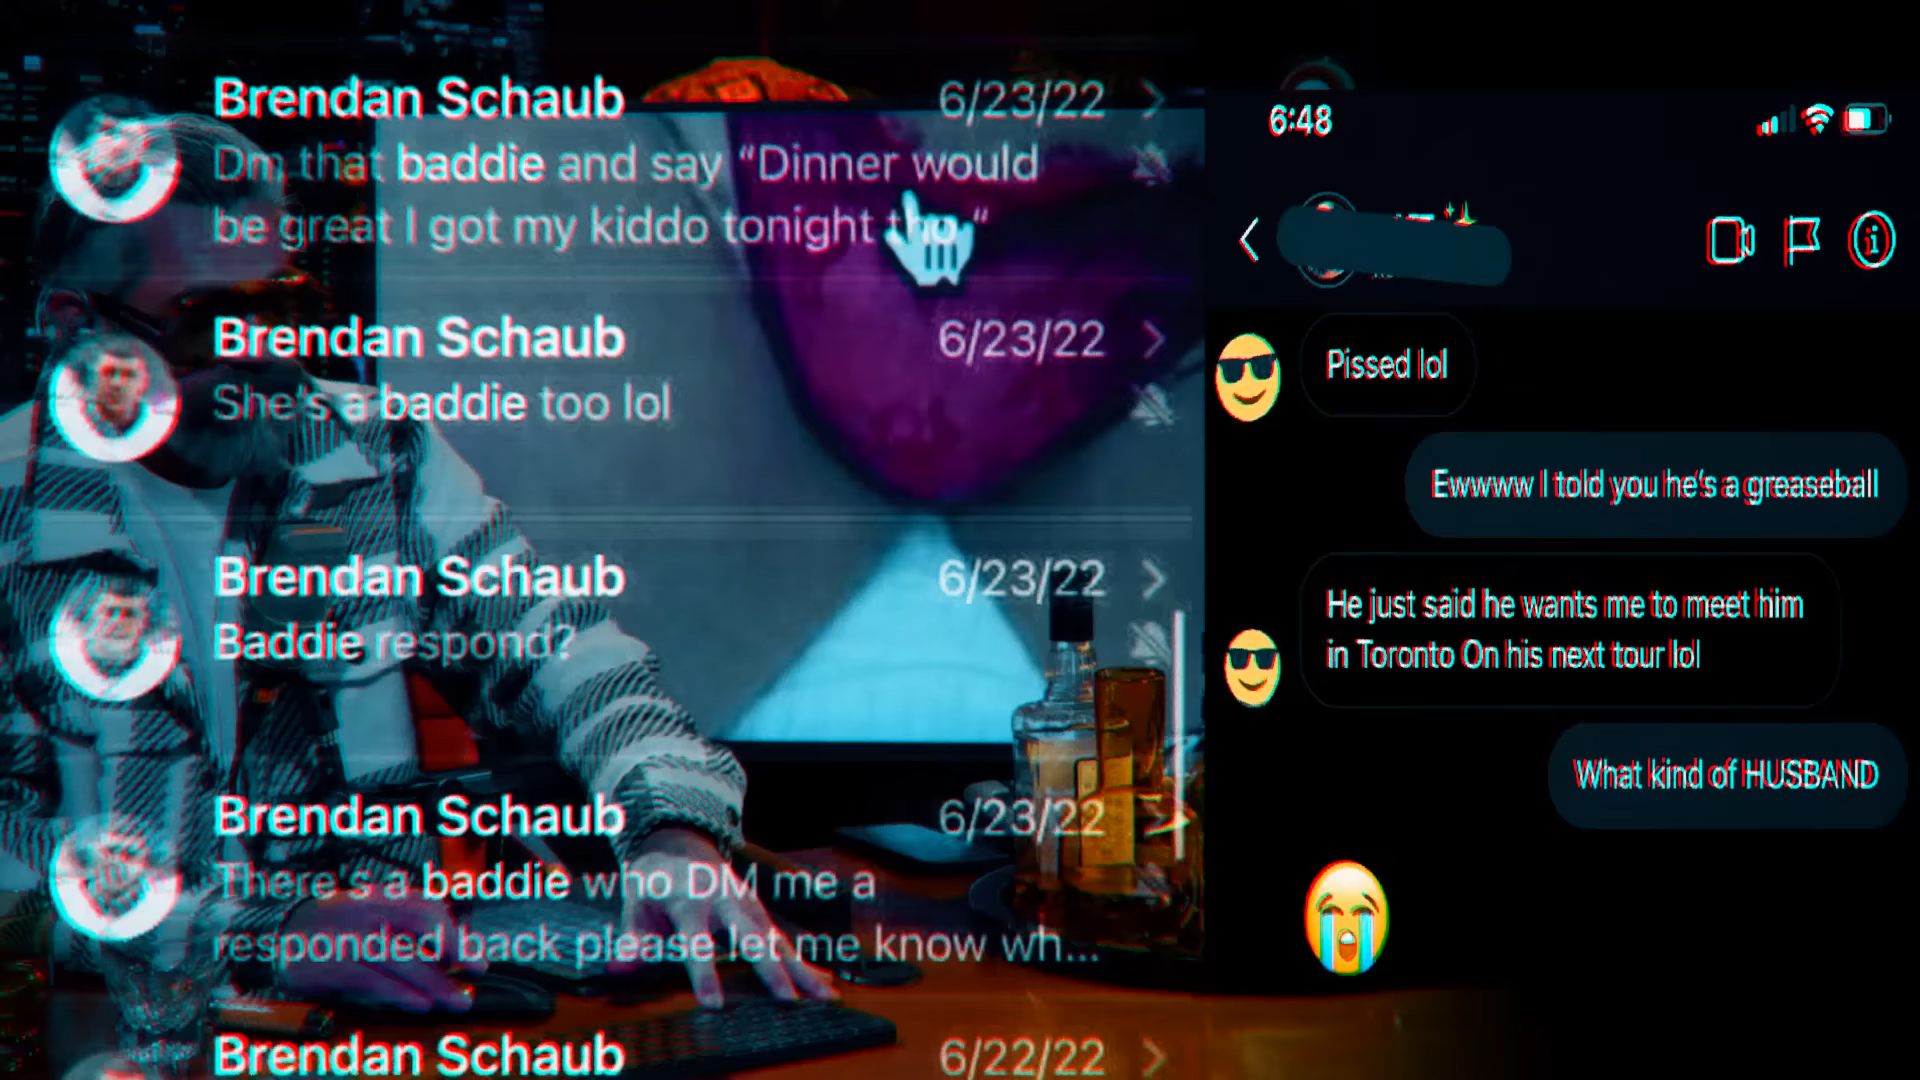 Brendan Schaub 6/23/22
Dm that baddie and say “Dinner would
be great I got my kiddo tonight tho “
Brendan Schaub 6/23/22
She's a baddie too lol
Brendan Schaub 6/23/22
Baddie respond?
Brendan Schaub 6/23/22
There's a baddie who DM me a
responded back please let me know wh...
Brendan Schaub 6/22/22
6:48
Pissed lol
Ewwww I told you he's a greaseball
He just said he wants me to meet him
in Toronto On his next tour lol
What kind of HUSBAND